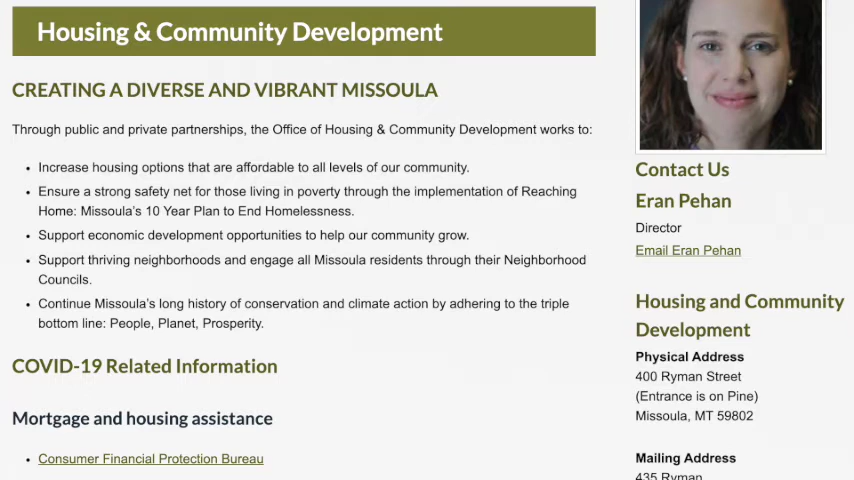 Housing & Community Development
CREATING A DIVERSE AND VIBRANT MISSOULA
Through public and private partnerships, the Office of Housing & Community Development works to:
• Increase housing options that are affordable to all levels of our community.
• Ensure a strong safety net for those living in poverty through the implementation of Reaching
Home: Missoula's 10 Year Plan to End Homelessness.
• Support economic development opportunities to help our community grow.
• Support thriving neighborhoods and engage all Missoula residents through their Neighborhood
Councils.
• Continue Missoula's long history of conservation and climate action by adhering to the triple
bottom line: People, Planet, Prosperity.
COVID-19 Related Information
Mortgage and housing assistance
• Consumer Financial Protection Bureau
Contact Us
Eran Pehan
Director
Email Eran Pehan
Housing and Community
Development
Physical Address
400 Ryman Street
(Entrance is on Pine)
Missoula, MT 59802
Mailing Address
435 Ryman